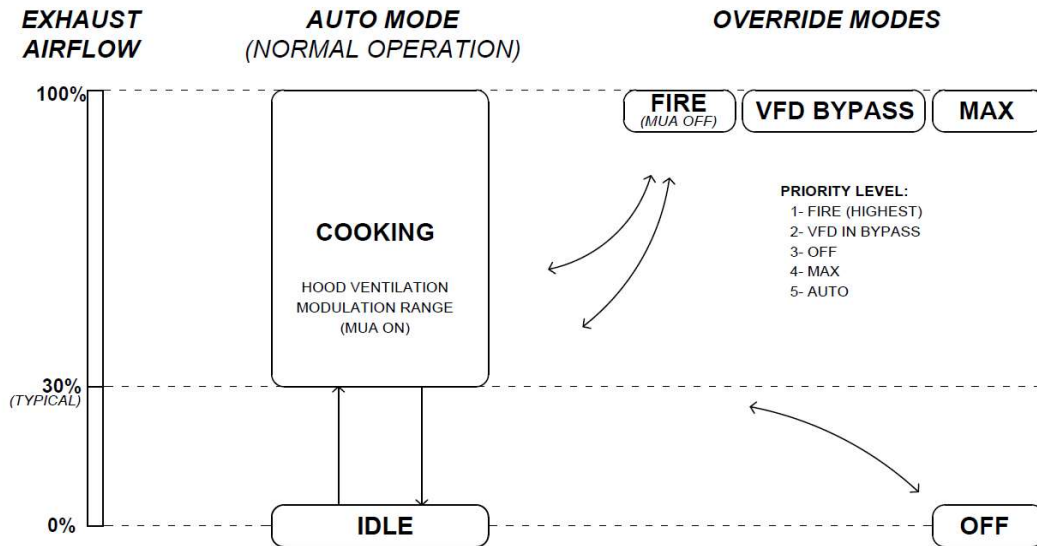 EXHAUST
AIRFLOW
AUTO MODE
(NORMAL OPERATION)
OVERRIDE MODES
100%
FIRE
(MUA OFF)
VFD BYPASS
MAX
PRIORITY LEVEL:
1- FIRE (HIGHEST)
2- VFD IN BYPASS
3- OFF
4- MAX
5- AUTO
COOKING
HOOD VENTILATION
MODULATION RANGE
(MUA ON)
30%
(TYPICAL)
0%
IDLE
OFF